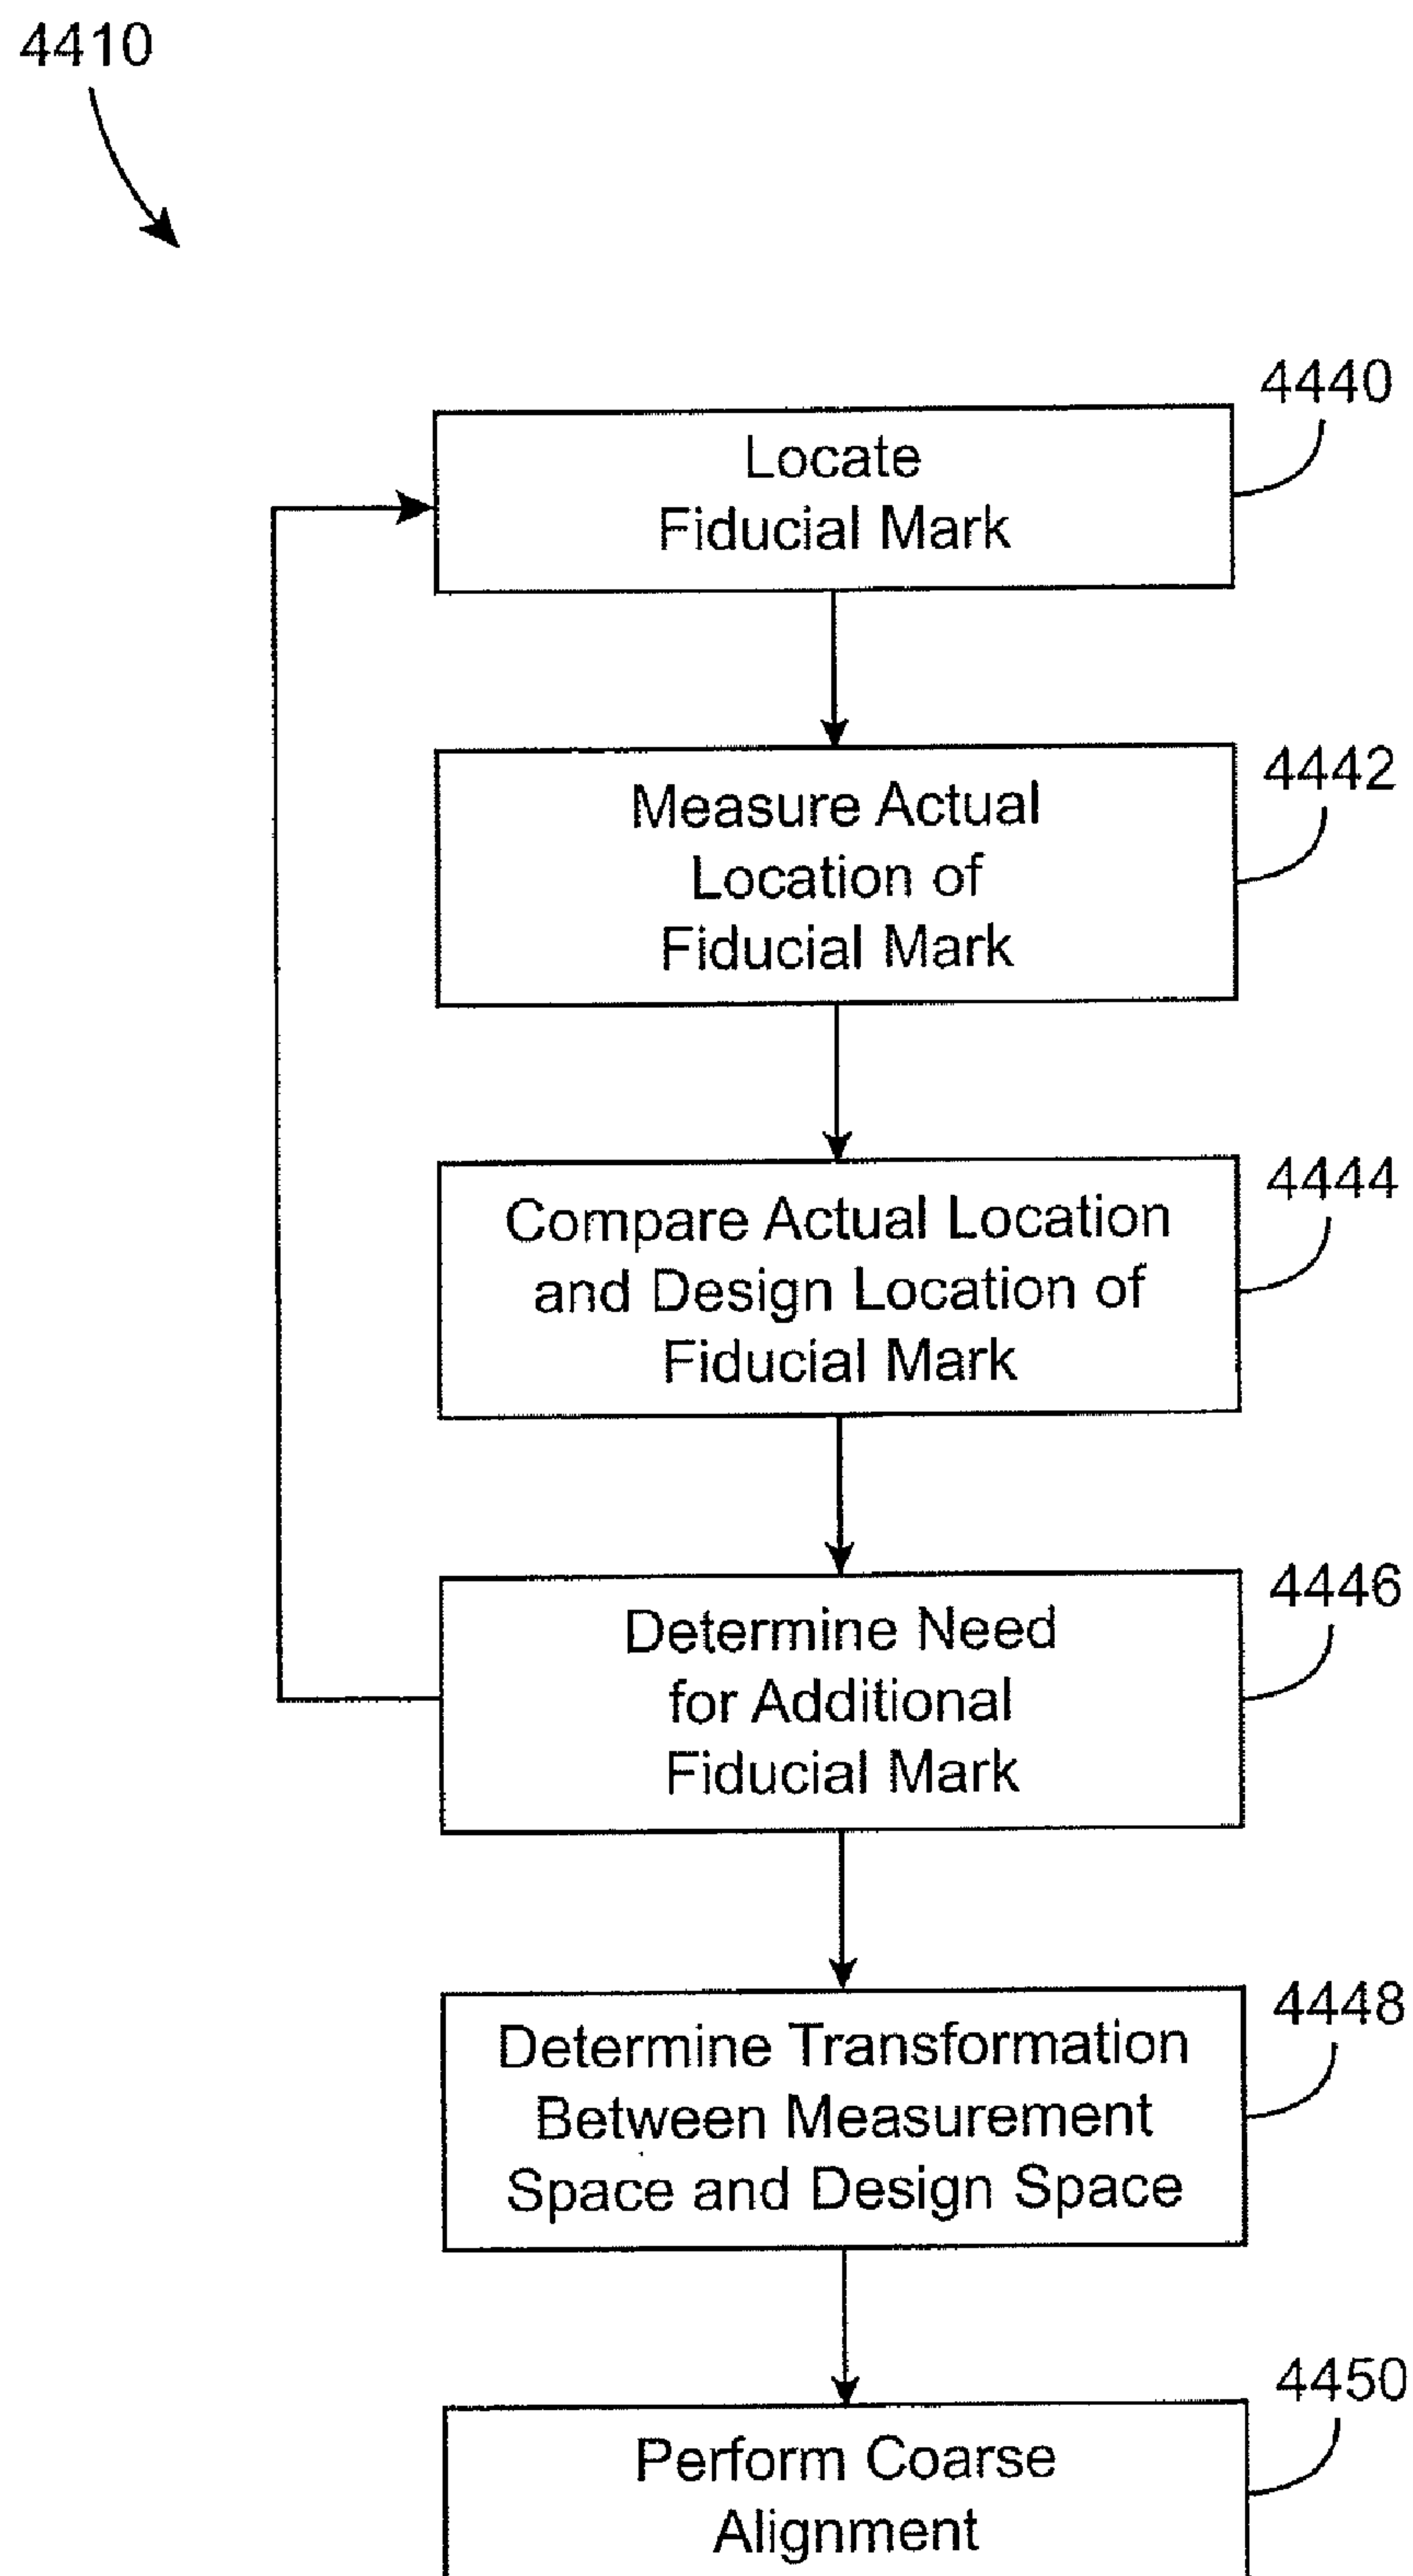 4410
4440
Locate
Fiducial Mark
4442
Measure Actual
Location of
Fiducial Mark
4444
Compare Actual Location
and Design Location of
Fiducial Mark
4446
Determine Need
for Additional
Fiducial Mark
4448
Determine Transformation
Between Measurement
Space and Design Space
4450
Perform Coarse
Alignment